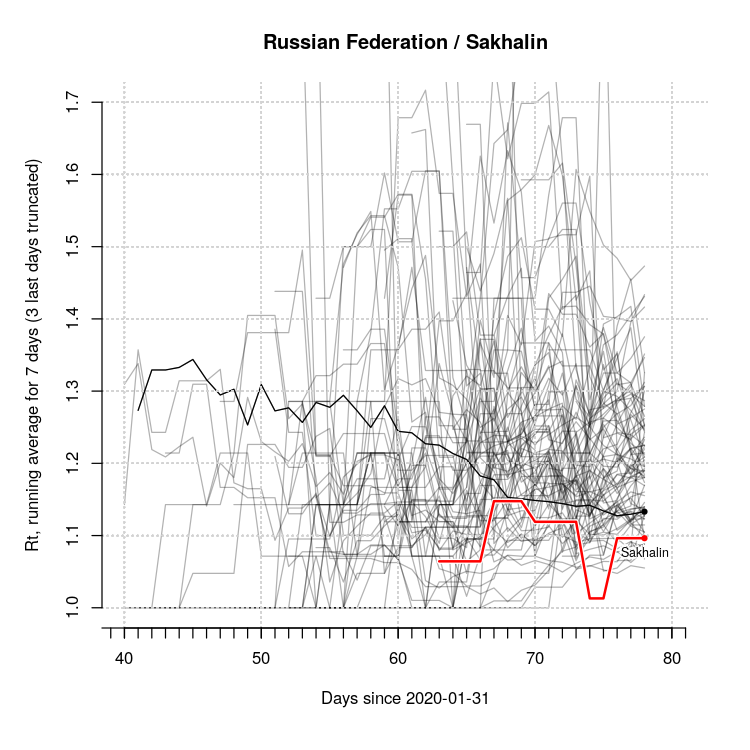 Russian Federation / Sakhalin
Rt, running average for 7 days (3 last days truncated)
1.7
1.6
1.5
1.4
1.3
1.2
1.1
1.0
Sakhalin
40 50 60 70 80
Days since 2020-01-31